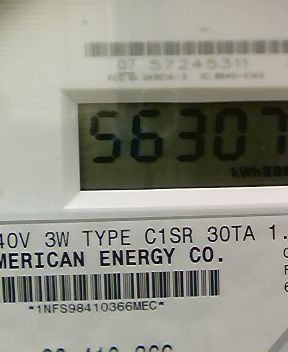 07 57245311
56307
kWh
40V 3W TYPE C1SR 30TA 1.
MERICAN ENERGY CO.
*1NFS98410366MEC*